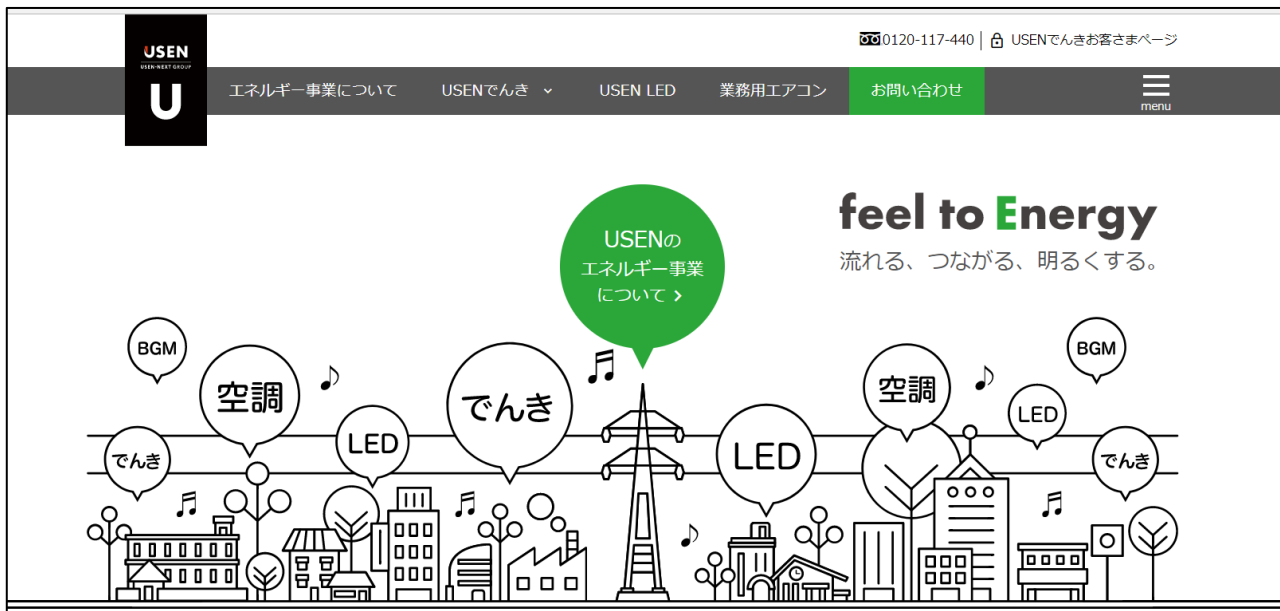 USEN
USEN-NEXT GROUP
U
0120-117-440
USENでんきお客さまページ
エネルギー事業について
USENでんき
USEN LED
業務用エアコン
お問い合わせ
menu
feel to Energy
流れる、つながる、明るくする。
USENの
エネルギー事業
について
BGM
空調
でんき
LED
でんき
LED
空調
LED
BGM
でんき